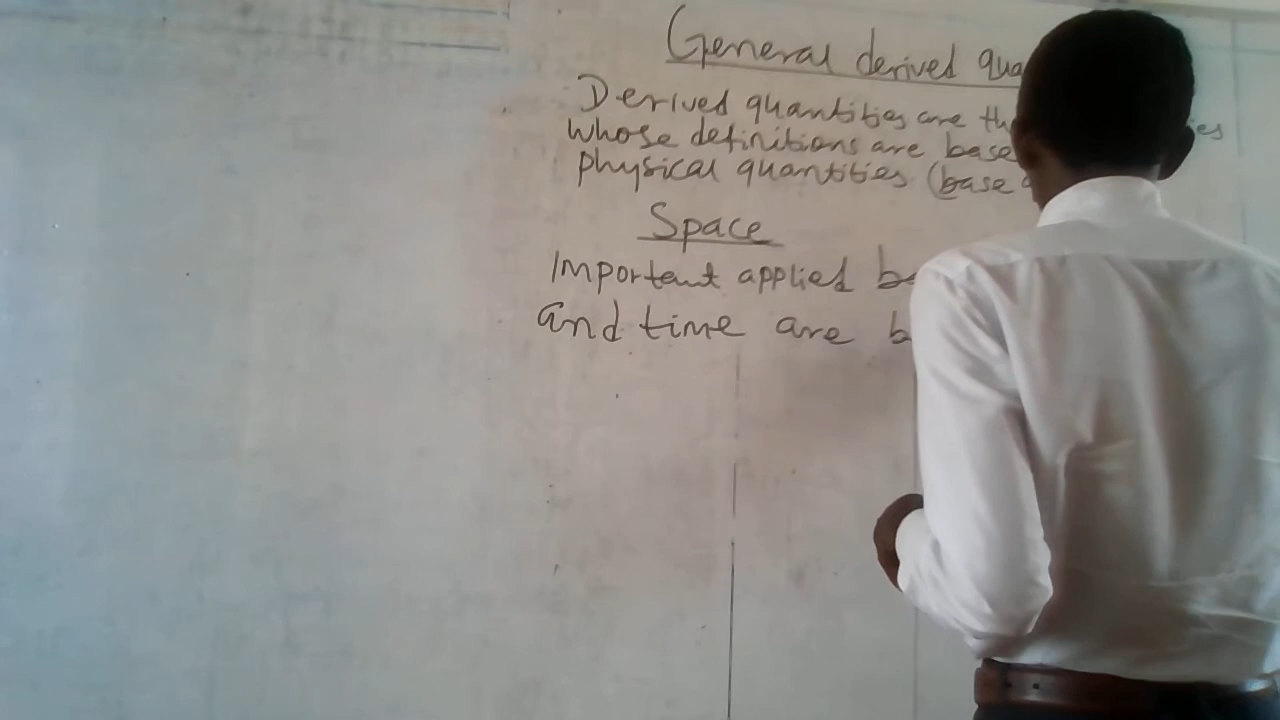 General derived qua
Derived quantities are th ies
whose definitions are base
physical quantities (base
Space
Important applied b
and time are b